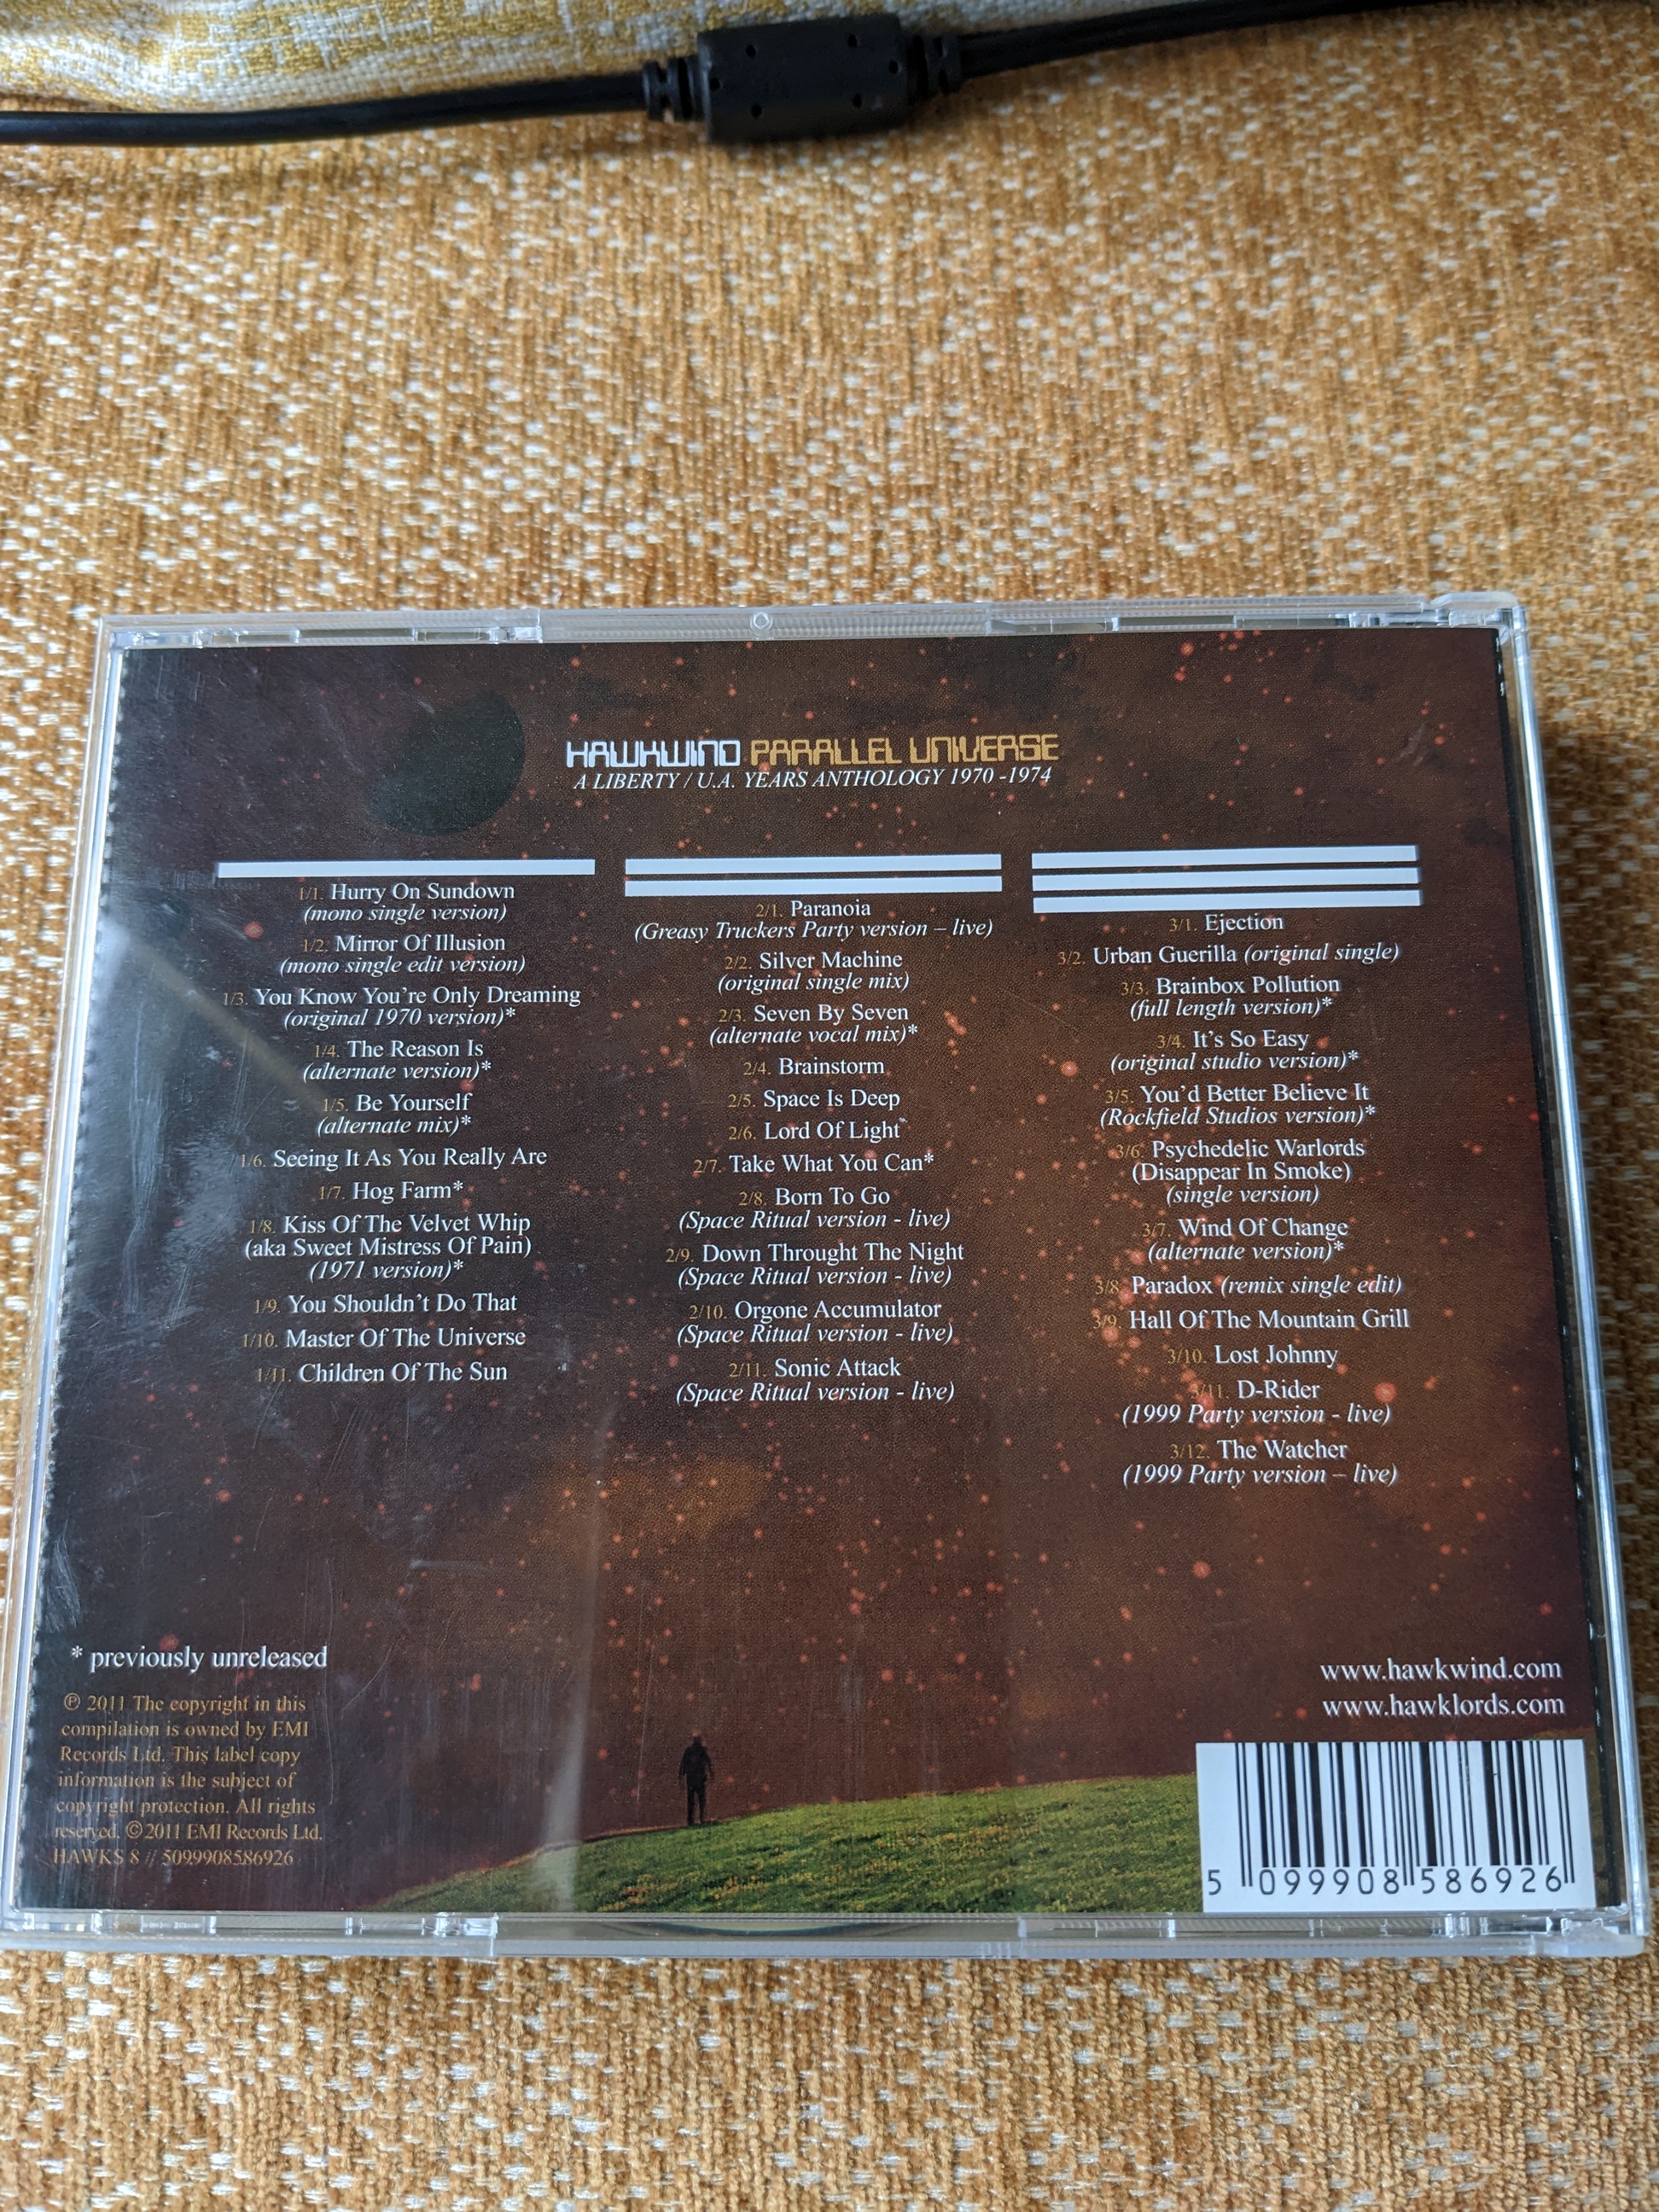 HAWKWIND PARALLEL UNIVERSE
A LIBERTY / U.A. YEARS ANTHOLOGY 1970 -1974
1/1. Hurry On Sundown
(mono single version)
1/2. Mirror Of Illusion
(mono single edit version)
1/3. You Know You're Only Dreaming
(original 1970 version)*
1/4. The Reason Is
(alternate version)*
1/5. Be Yourself
(alternate mix)*
1/6. Seeing It As You Really Are
1/7. Hog Farm*
1/8. Kiss Of The Velvet Whip
(aka Sweet Mistress Of Pain)
(1971 version)*
1/9. You Shouldn't Do That
1/10. Master Of The Universe
1/11. Children Of The Sun
2/1. Paranoia
(Greasy Truckers Party version – live)
2/2. Silver Machine
(original single mix)
2/3. Seven By Seven
(alternate vocal mix)*
2/4. Brainstorm
2/5. Space Is Deep
2/6. Lord Of Light
2/7. Take What You Can*
2/8. Born To Go
(Space Ritual version - live)
2/9. Down Throught The Night
(Space Ritual version - live)
2/10. Orgone Accumulator
(Space Ritual version - live)
2/11. Sonic Attack
(Space Ritual version - live)
3/1. Ejection
3/2. Urban Guerilla (original single)
3/3. Brainbox Pollution
(full length version)*
3/4. It's So Easy
(original studio version)*
3/5. You'd Better Believe It
(Rockfield Studios version)*
3/6. Psychedelic Warlords
(Disappear In Smoke)
(single version)
3/7. Wind Of Change
(alternate version)*
3/8. Paradox (remix single edit)
3/9. Hall Of The Mountain Grill
3/10. Lost Johnny
3/11. D-Rider
(1999 Party version - live)
3/12. The Watcher
(1999 Party version – live)
* previously unreleased
℗ 2011 The copyright in this
compilation is owned by EMI
Records Ltd. This label copy
information is the subject of
copyright protection. All rights
reserved. © 2011 EMI Records Ltd.
HAWKS 8 // 5099908586926
www.hawkwind.com
www.hawklords.com
5 099908 586926